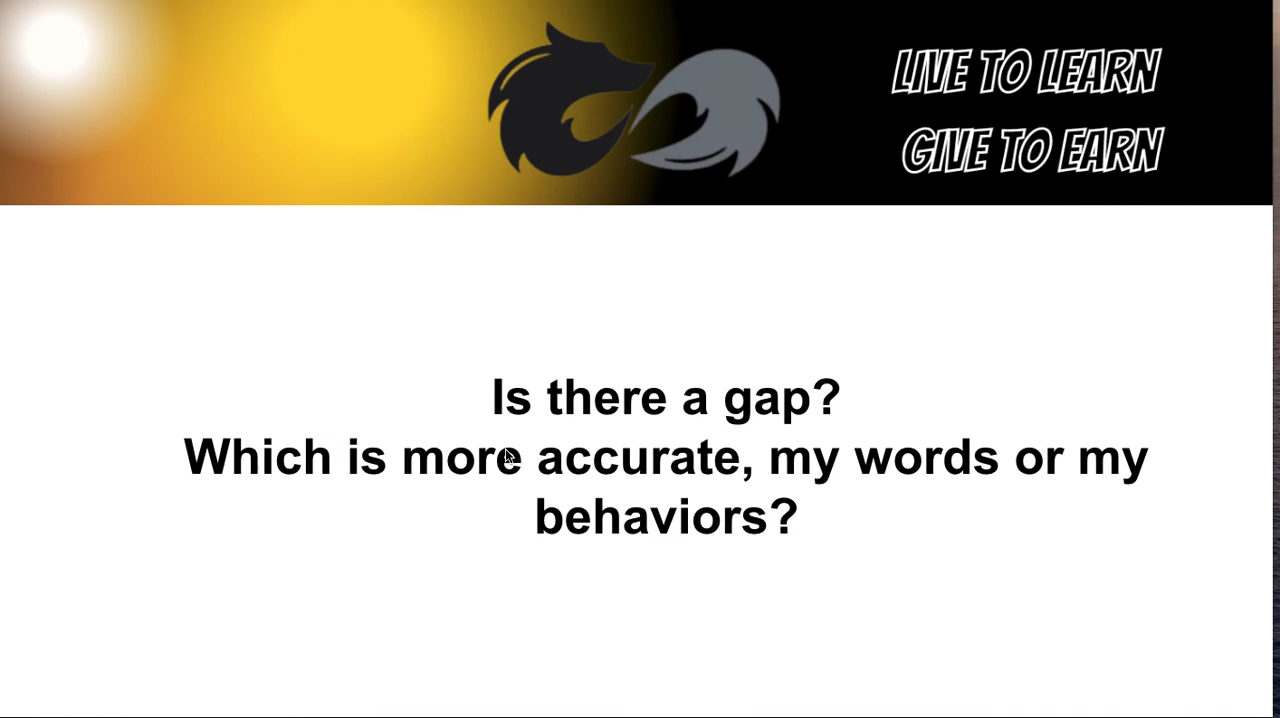 LIVE TO LEARN
GIVE TO EARN
Is there a gap?
Which is more accurate, my words or my
behaviors?